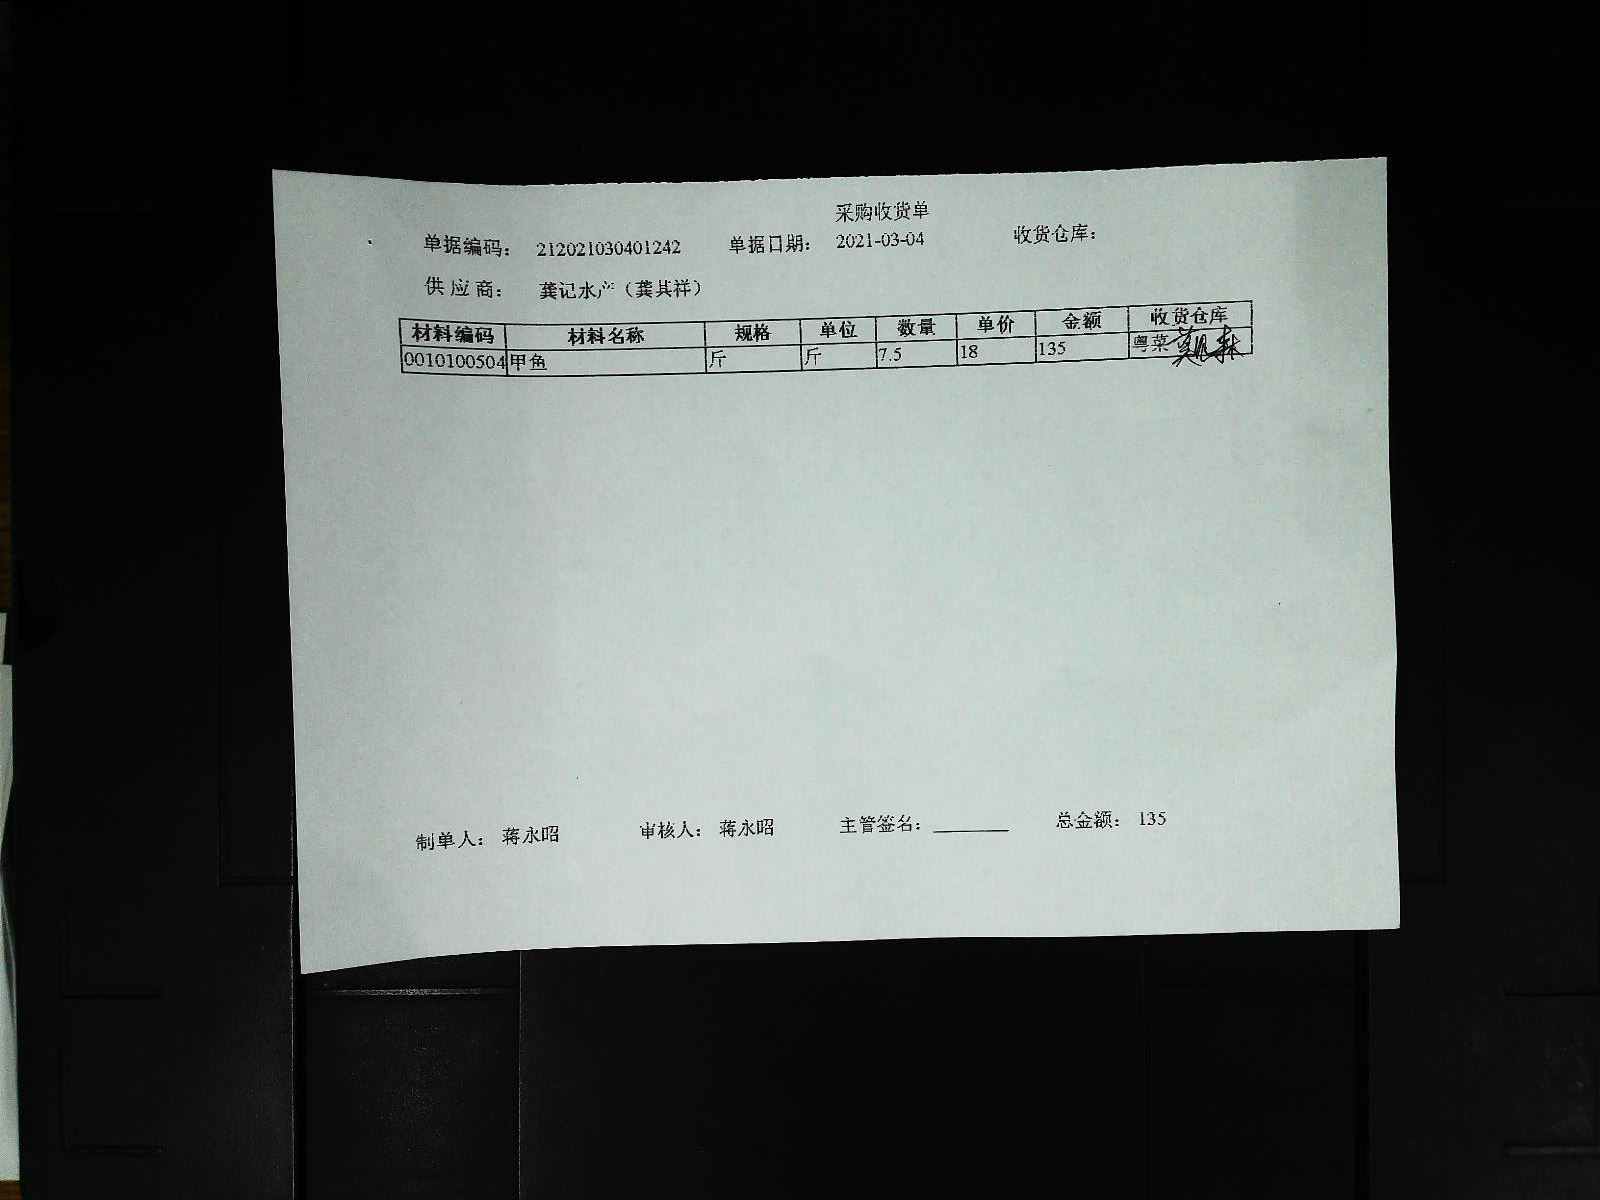 采购收货单
单据编码： 212021030401242 单据日期： 2021-03-04 收货仓库：
供应商： 龚记水产（龚其祥）
材料编码 材料名称 规格 单位 数量 单价 金额 收货仓库
0010100504 甲鱼 斤 斤 7.5 18 135 粤菜
制单人： 蒋永昭 审核人： 蒋永昭 主管签名：________ 总金额： 135